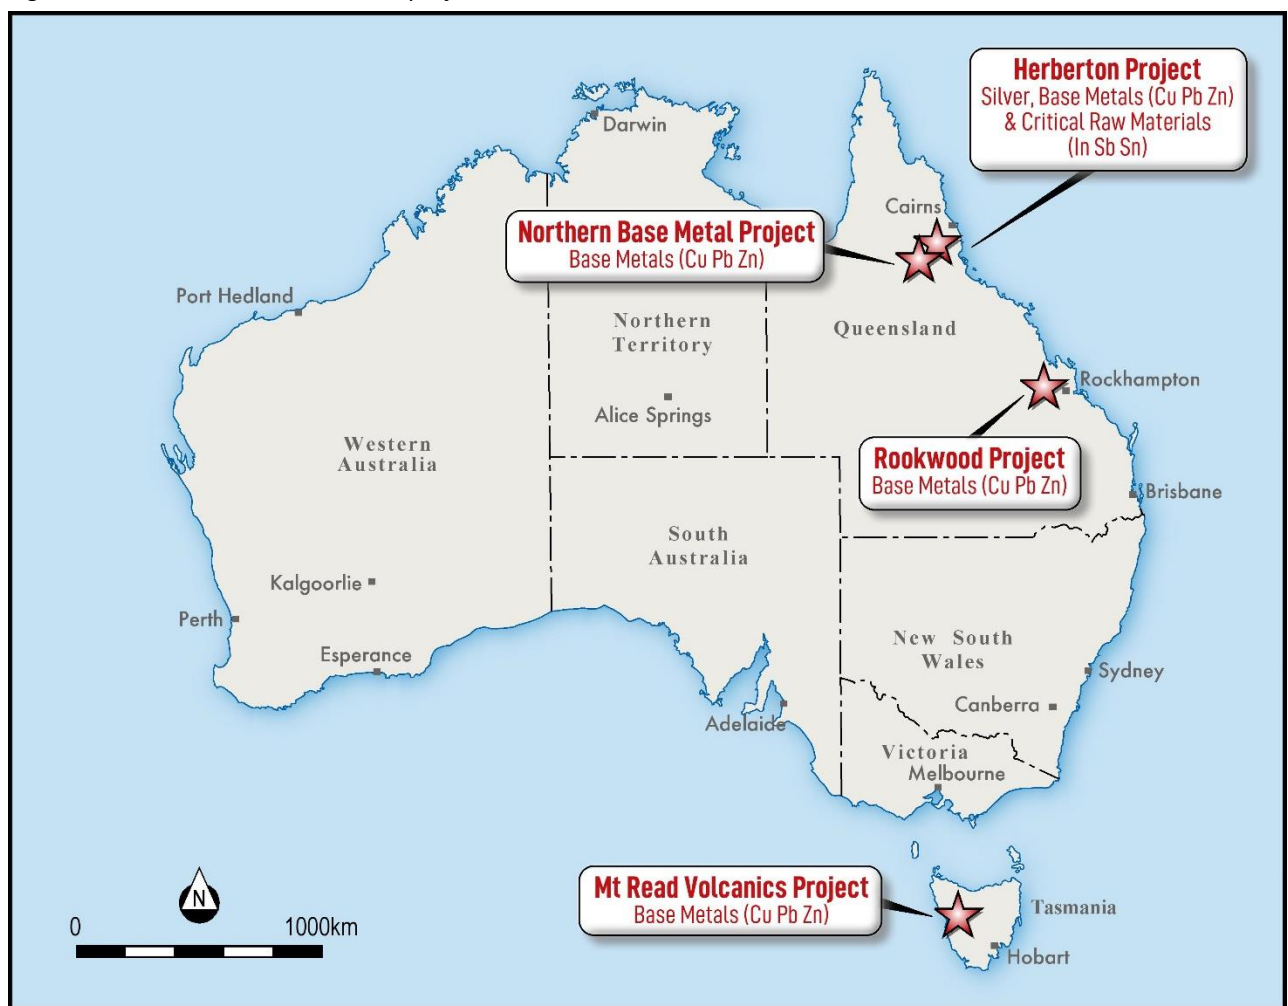 Herberton Project
Silver, Base Metals (Cu Pb Zn)
& Critical Raw Materials
(In Sb Sn)
Darwin
Cairns
Northern Base Metal Project
Base Metals (Cu Pb Zn)
Port Hedland
Northern
Territory
Queensland
Rockhampton
Alice Springs
Western
Australia
Rookwood Project
Base Metals (Cu Pb Zn)
Brisbane
South
Australia
Kalgoorlie
Perth
New South
Wales
Esperance
Sydney
Canberra
Adelaide
Victoria
Melbourne
Mt Read Volcanics Project
Base Metals (Cu Pb Zn)
Tasmania
N
0 1000km
Hobart